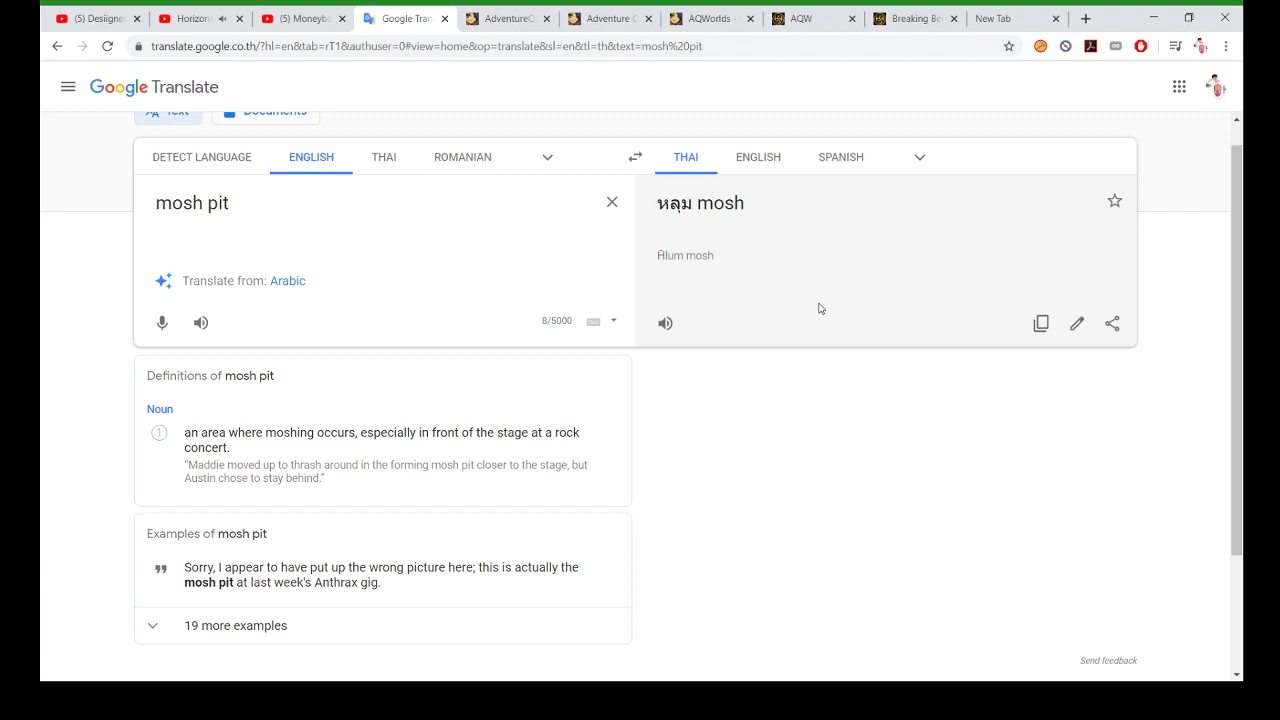 (5) Desiigne
Horizon
(5) Moneyba
Google Tran
AdventureQ
Adventure C
AQWorlds -
AQW
Breaking Be
New Tab
translate.google.co.th/?hl=en&tab=rT1&authuser=0#view=home&op=translate&sl=en&tl=th&text=mosh%20pit
Google Translate
Text
Documents
DETECT LANGUAGE
ENGLISH
THAI
ROMANIAN
THAI
ENGLISH
SPANISH
mosh pit
หลุม mosh
H̄lum mosh
Translate from: Arabic
8/5000
Definitions of mosh pit
Noun
1
an area where moshing occurs, especially in front of the stage at a rock
concert.
“Maddie moved up to thrash around in the forming mosh pit closer to the stage, but
Austin chose to stay behind.”
Examples of mosh pit
Sorry, I appear to have put up the wrong picture here; this is actually the
mosh pit at last week's Anthrax gig.
19 more examples
Send feedback